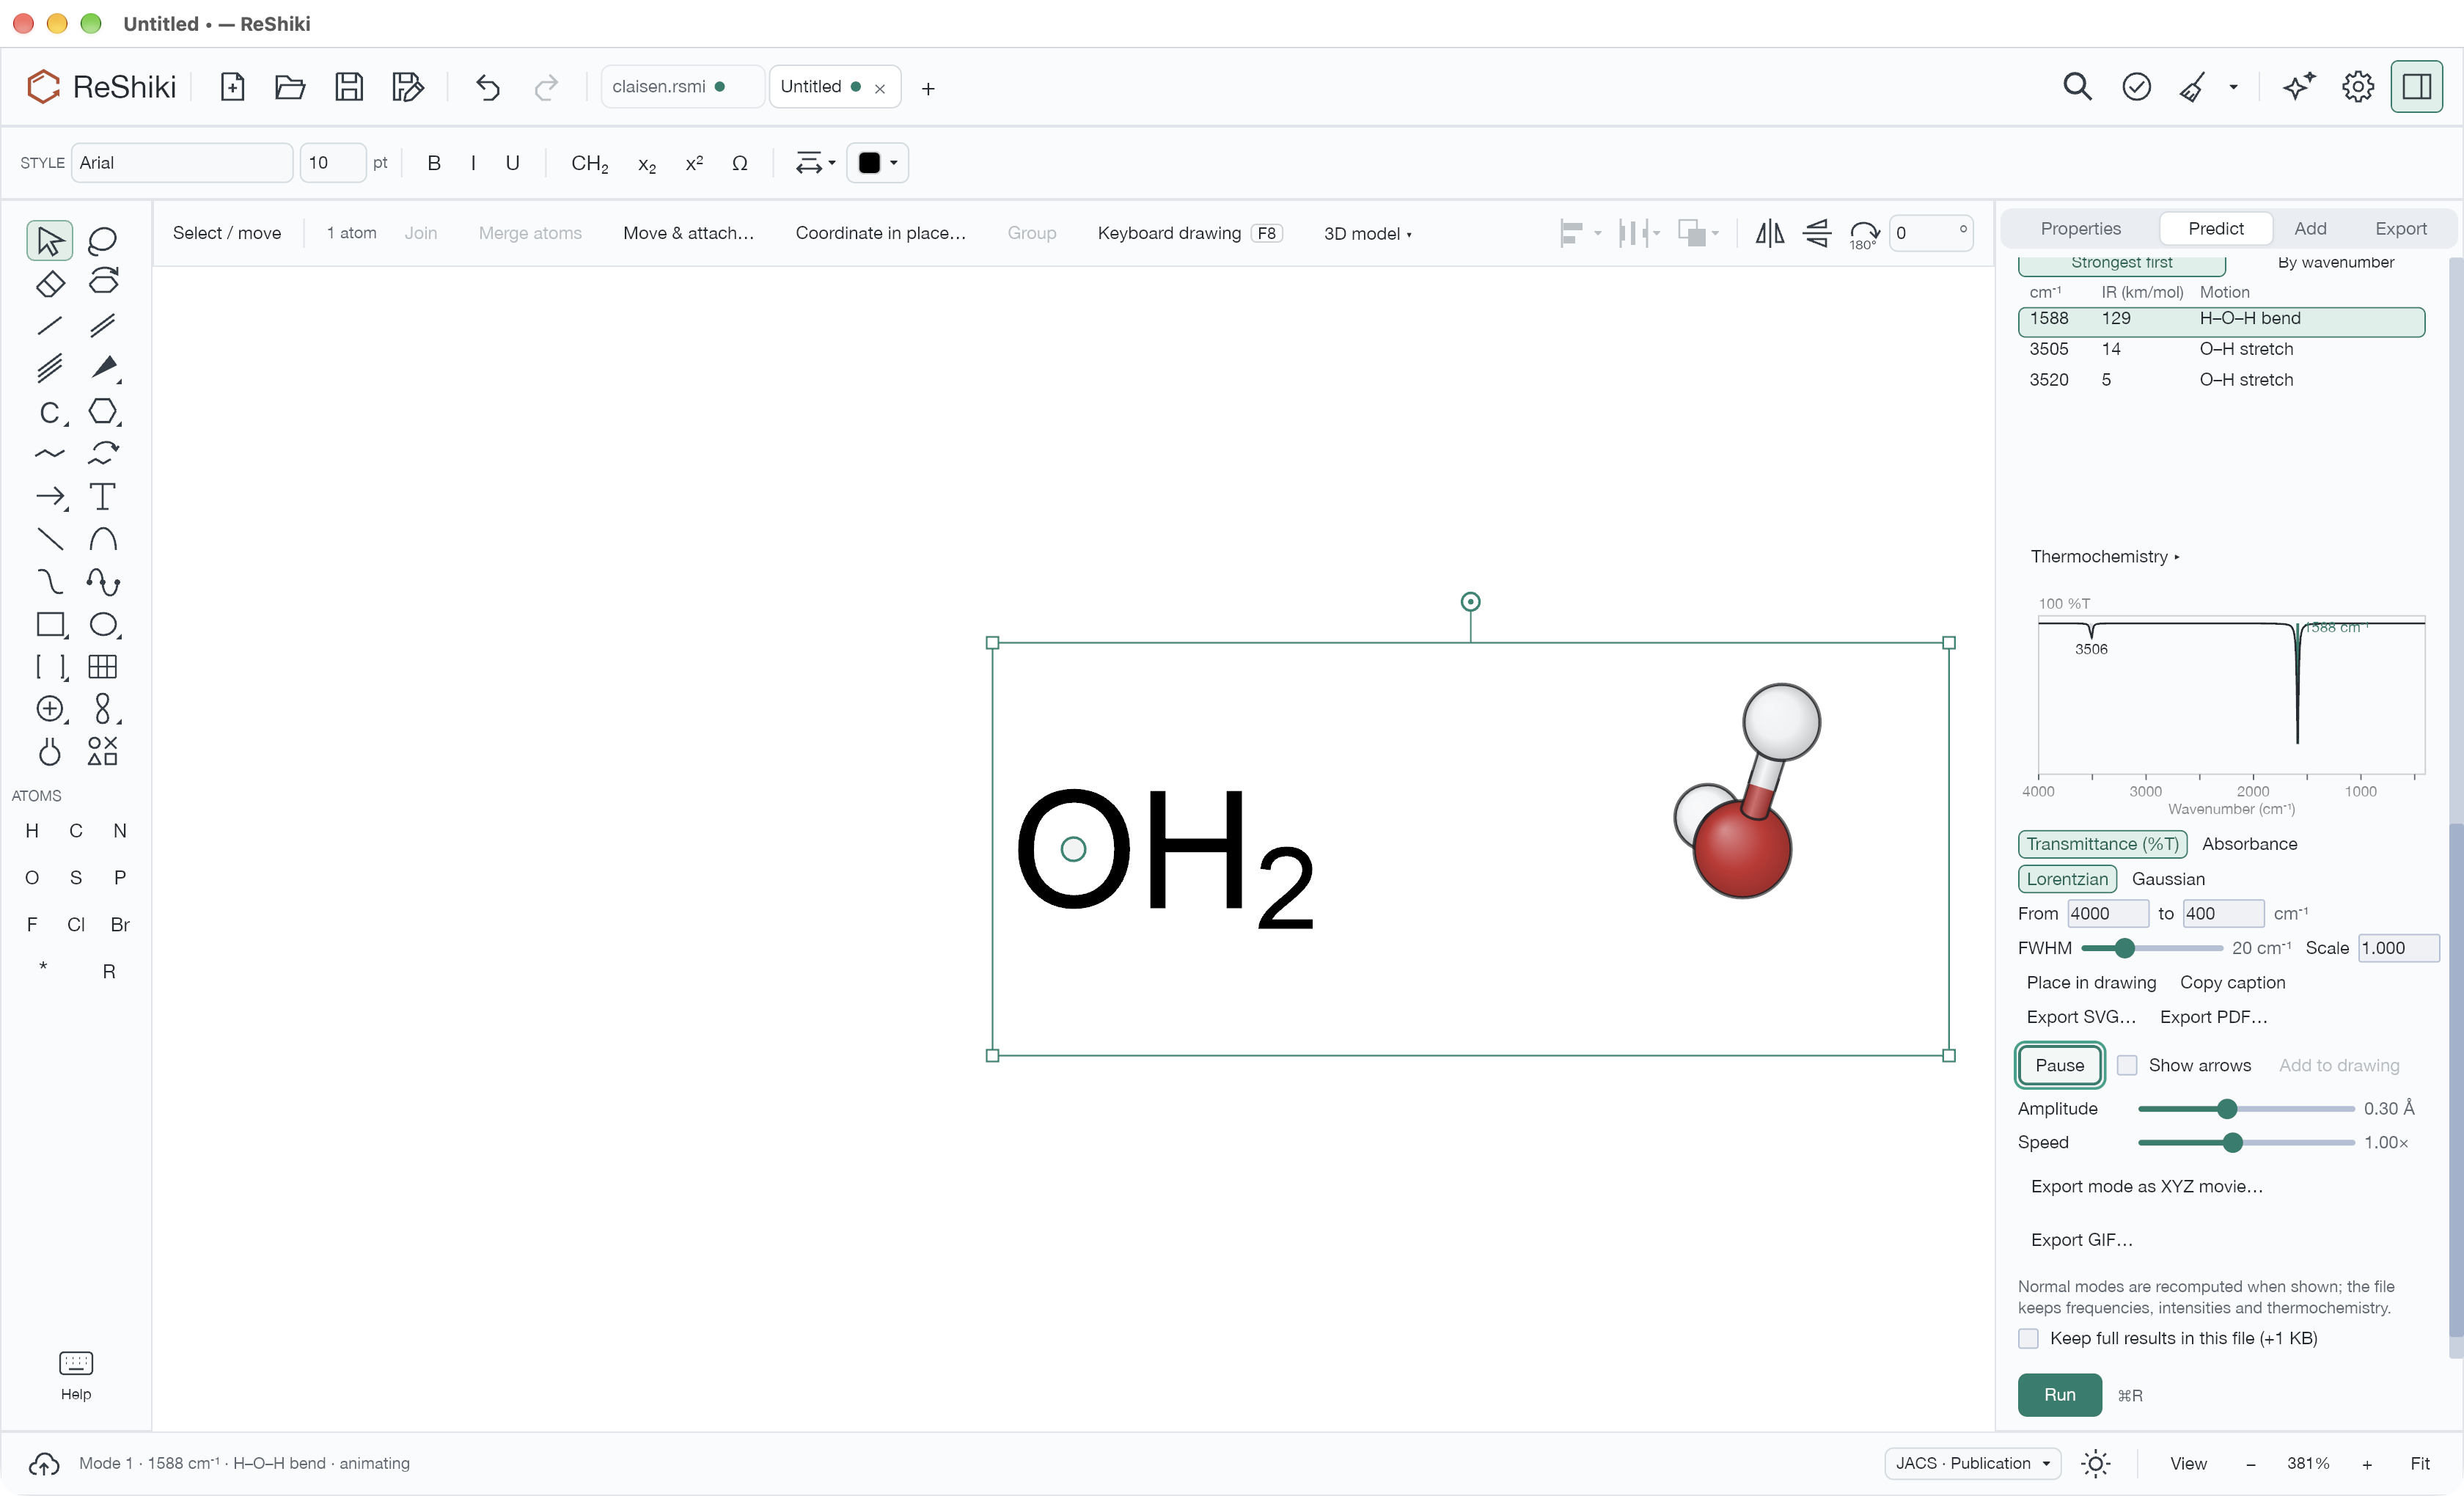 Untitled • — ReShiki
ReShiki
claisen.rsmi
Untitled
STYLE Arial 10 pt B I U CH₂ x₂ x² Ω
Select / move 1 atom Join Merge atoms Move & attach... Coordinate in place... Group Keyboard drawing F8 3D model 180° 0 °
Properties Predict Add Export
Strongest first By wavenumber
cm⁻¹ IR (km/mol) Motion
1588 129 H–O–H bend
3505 14 O–H stretch
3520 5 O–H stretch
Thermochemistry
100 %T
1588 cm⁻¹
3506
4000 3000 2000 1000
Wavenumber (cm⁻¹)
Transmittance (%T) Absorbance
Lorentzian Gaussian
From 4000 to 400 cm⁻¹
FWHM 20 cm⁻¹ Scale 1.000
Place in drawing Copy caption
Export SVG... Export PDF...
Pause Show arrows Add to drawing
Amplitude 0.30 Å
Speed 1.00×
Export mode as XYZ movie...
Export GIF...
Normal modes are recomputed when shown; the file
keeps frequencies, intensities and thermochemistry.
Keep full results in this file (+1 KB)
Run ⌘R
OH₂
C
T
ATOMS
H C N
O S P
F Cl Br
* R
Help
Mode 1 · 1588 cm⁻¹ · H–O–H bend · animating
JACS · Publication View − 381% + Fit